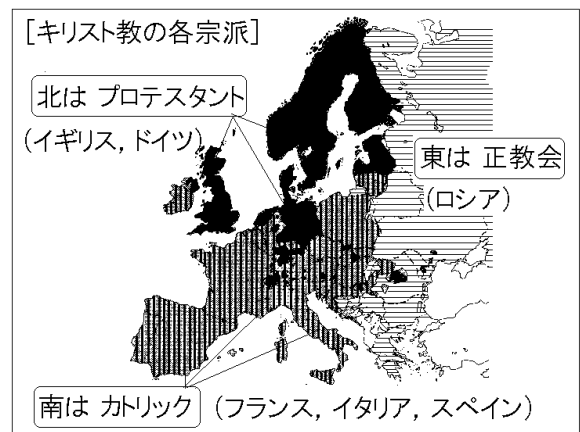 ［キリスト教の各宗派］
北は プロテスタント
（イギリス，ドイツ）
東は 正教会
（ロシア）
南は カトリック （フランス，イタリア，スペイン）